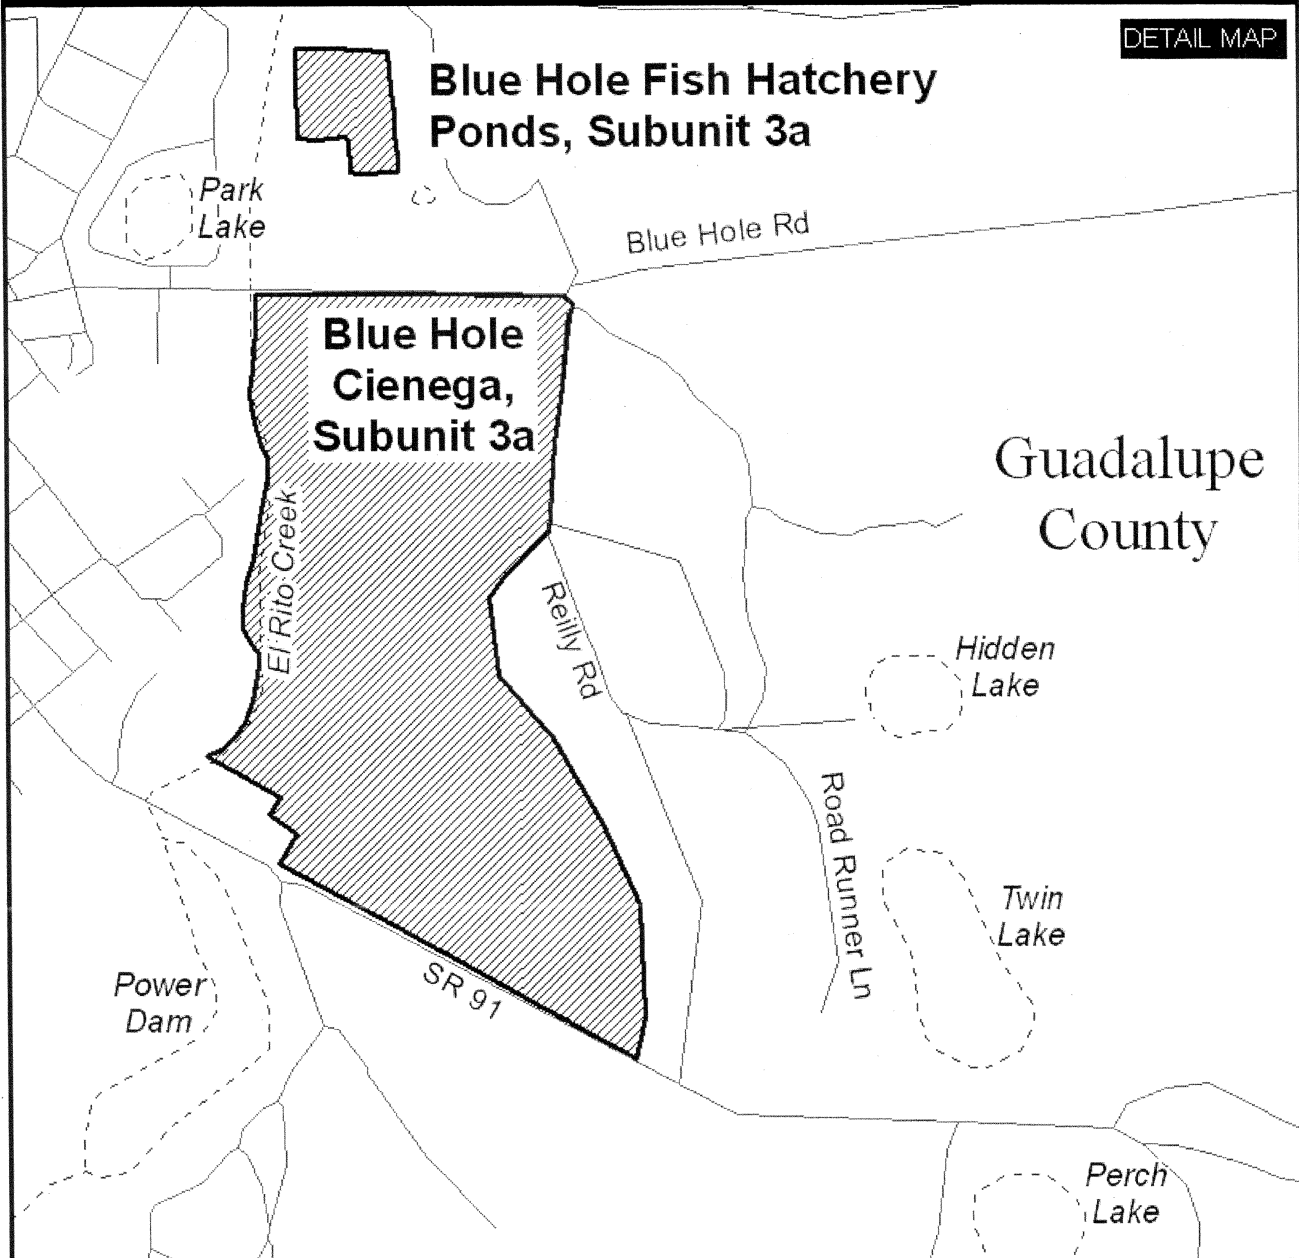 DETAIL MAP
Blue Hole Fish Hatchery
Ponds, Subunit 3a
Park
Lake
Blue Hole Rd
Blue Hole
Cienega,
Subunit 3a
Guadalupe
County
El Rito Creek
Reilly Rd
Hidden
Lake
Road Runner Ln
Twin
Lake
SR 91
Power
Dam
Perch
Lake